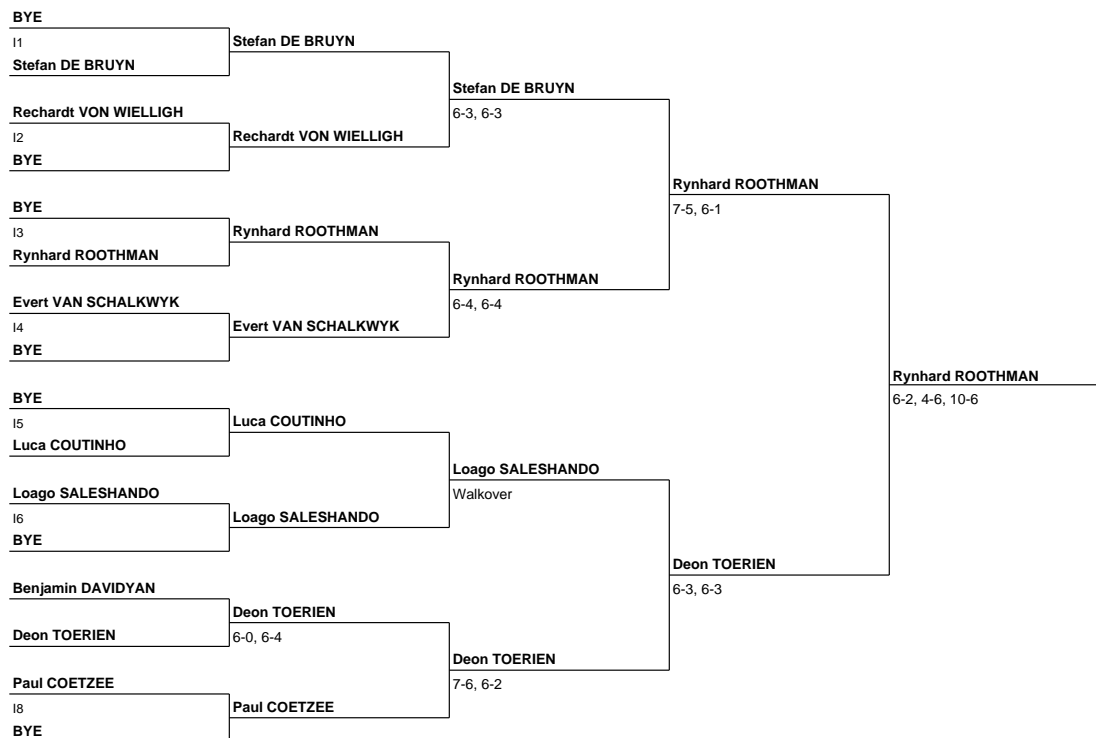 BYE
I1
Stefan DE BRUYN
Stefan DE BRUYN
Rechardt VON WIELLIGH
I2
BYE
Rechardt VON WIELLIGH
Stefan DE BRUYN
6-3, 6-3
BYE
I3
Rynhard ROOTHMAN
Rynhard ROOTHMAN
Evert VAN SCHALKWYK
I4
BYE
Evert VAN SCHALKWYK
Rynhard ROOTHMAN
6-4, 6-4
Rynhard ROOTHMAN
7-5, 6-1
BYE
I5
Luca COUTINHO
Luca COUTINHO
Loago SALESHANDO
I6
BYE
Loago SALESHANDO
Loago SALESHANDO
Walkover
Benjamin DAVIDYAN
Deon TOERIEN
Deon TOERIEN
6-0, 6-4
Paul COETZEE
I8
BYE
Paul COETZEE
Deon TOERIEN
7-6, 6-2
Deon TOERIEN
6-3, 6-3
Rynhard ROOTHMAN
6-2, 4-6, 10-6